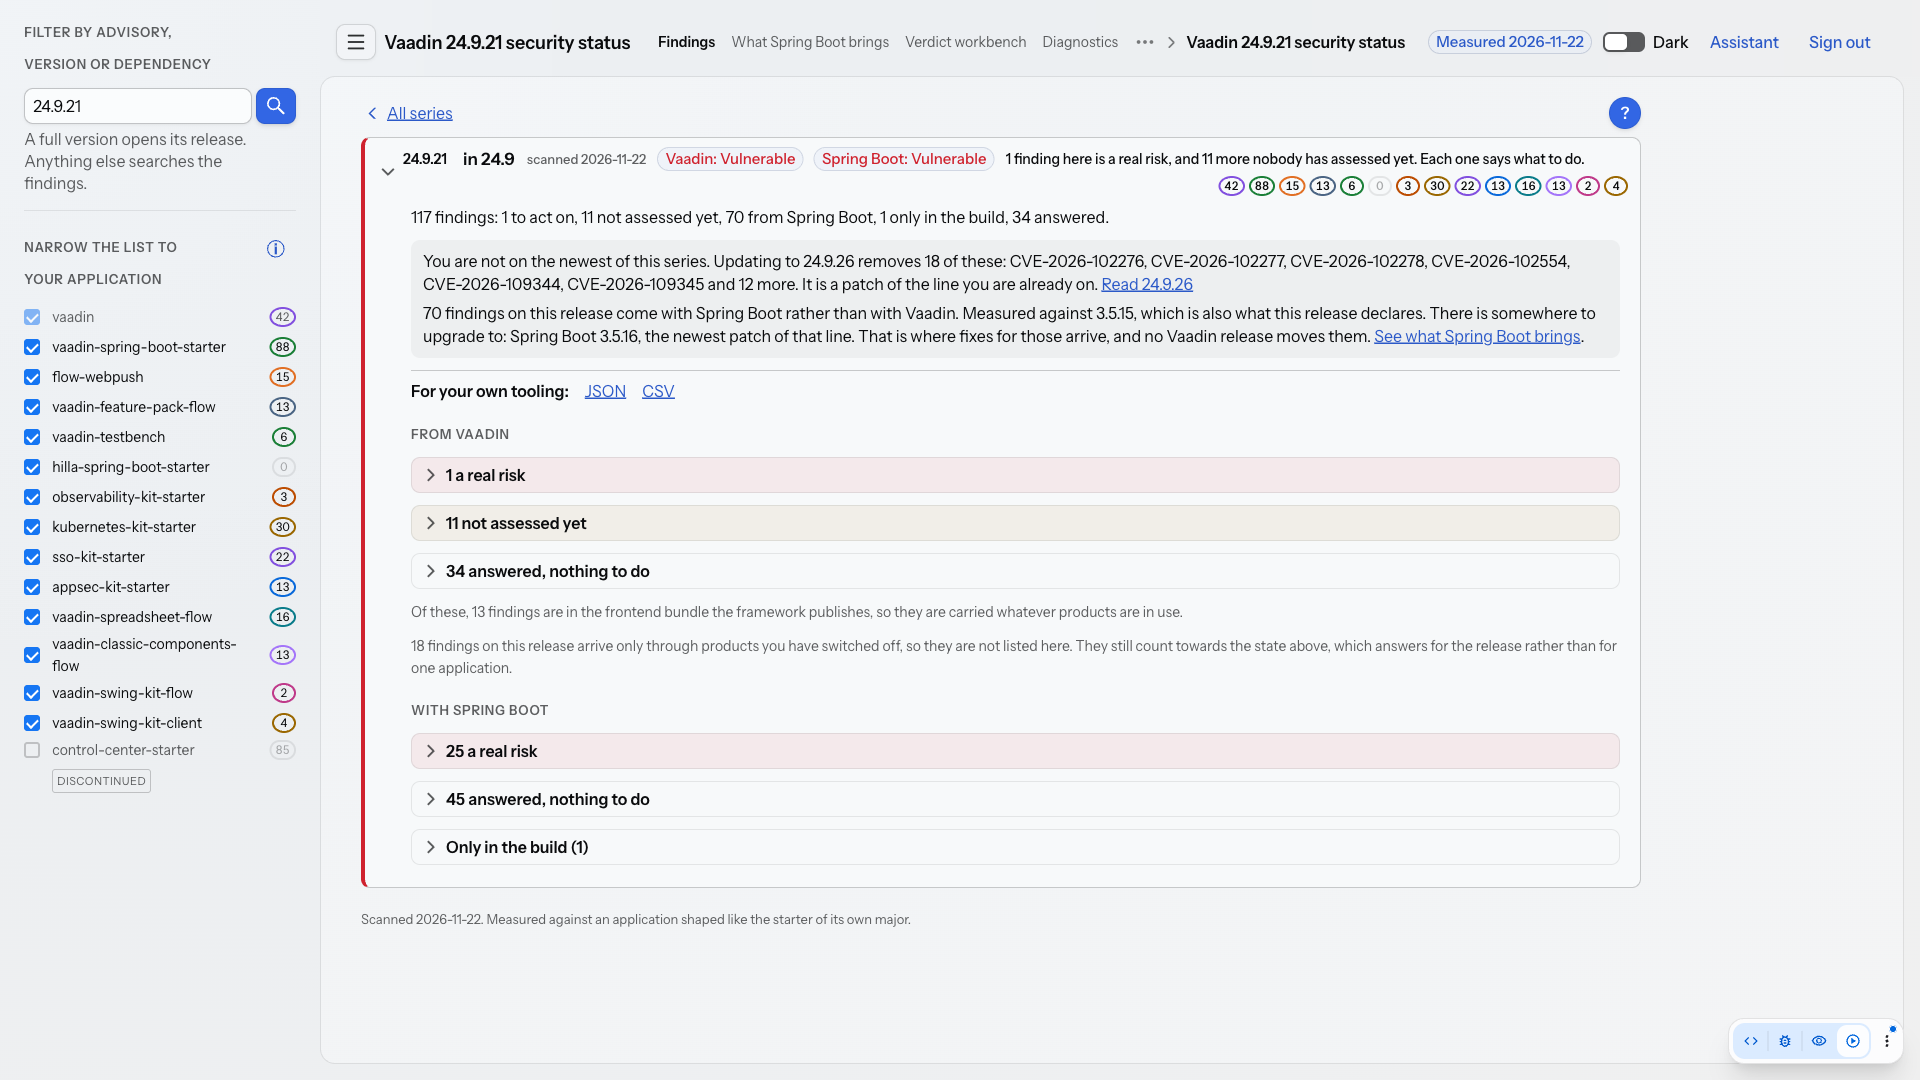 FILTER BY ADVISORY,
VERSION OR DEPENDENCY
24.9.21
A full version opens its release.
Anything else searches the
findings.
NARROW THE LIST TO
YOUR APPLICATION
vaadin 42
vaadin-spring-boot-starter 88
flow-webpush 15
vaadin-feature-pack-flow 13
vaadin-testbench 6
hilla-spring-boot-starter 0
observability-kit-starter 3
kubernetes-kit-starter 30
sso-kit-starter 22
appsec-kit-starter 13
vaadin-spreadsheet-flow 16
vaadin-classic-components-
flow 13
vaadin-swing-kit-flow 2
vaadin-swing-kit-client 4
control-center-starter 85
DISCONTINUED
Vaadin 24.9.21 security status Findings What Spring Boot brings Verdict workbench Diagnostics ••• Vaadin 24.9.21 security status Measured 2026-11-22 Dark Assistant Sign out
All series ?
24.9.21 in 24.9 scanned 2026-11-22 Vaadin: Vulnerable Spring Boot: Vulnerable 1 finding here is a real risk, and 11 more nobody has assessed yet. Each one says what to do.
42 88 15 13 6 0 3 30 22 13 16 13 2 4
117 findings: 1 to act on, 11 not assessed yet, 70 from Spring Boot, 1 only in the build, 34 answered.
You are not on the newest of this series. Updating to 24.9.26 removes 18 of these: CVE-2026-102276, CVE-2026-102277, CVE-2026-102278, CVE-2026-102554,
CVE-2026-109344, CVE-2026-109345 and 12 more. It is a patch of the line you are already on. Read 24.9.26
70 findings on this release come with Spring Boot rather than with Vaadin. Measured against 3.5.15, which is also what this release declares. There is somewhere to
upgrade to: Spring Boot 3.5.16, the newest patch of that line. That is where fixes for those arrive, and no Vaadin release moves them. See what Spring Boot brings.
For your own tooling: JSON CSV
FROM VAADIN
1 a real risk
11 not assessed yet
34 answered, nothing to do
Of these, 13 findings are in the frontend bundle the framework publishes, so they are carried whatever products are in use.
18 findings on this release arrive only through products you have switched off, so they are not listed here. They still count towards the state above, which answers for the release rather than for
one application.
WITH SPRING BOOT
25 a real risk
45 answered, nothing to do
Only in the build (1)
Scanned 2026-11-22. Measured against an application shaped like the starter of its own major.